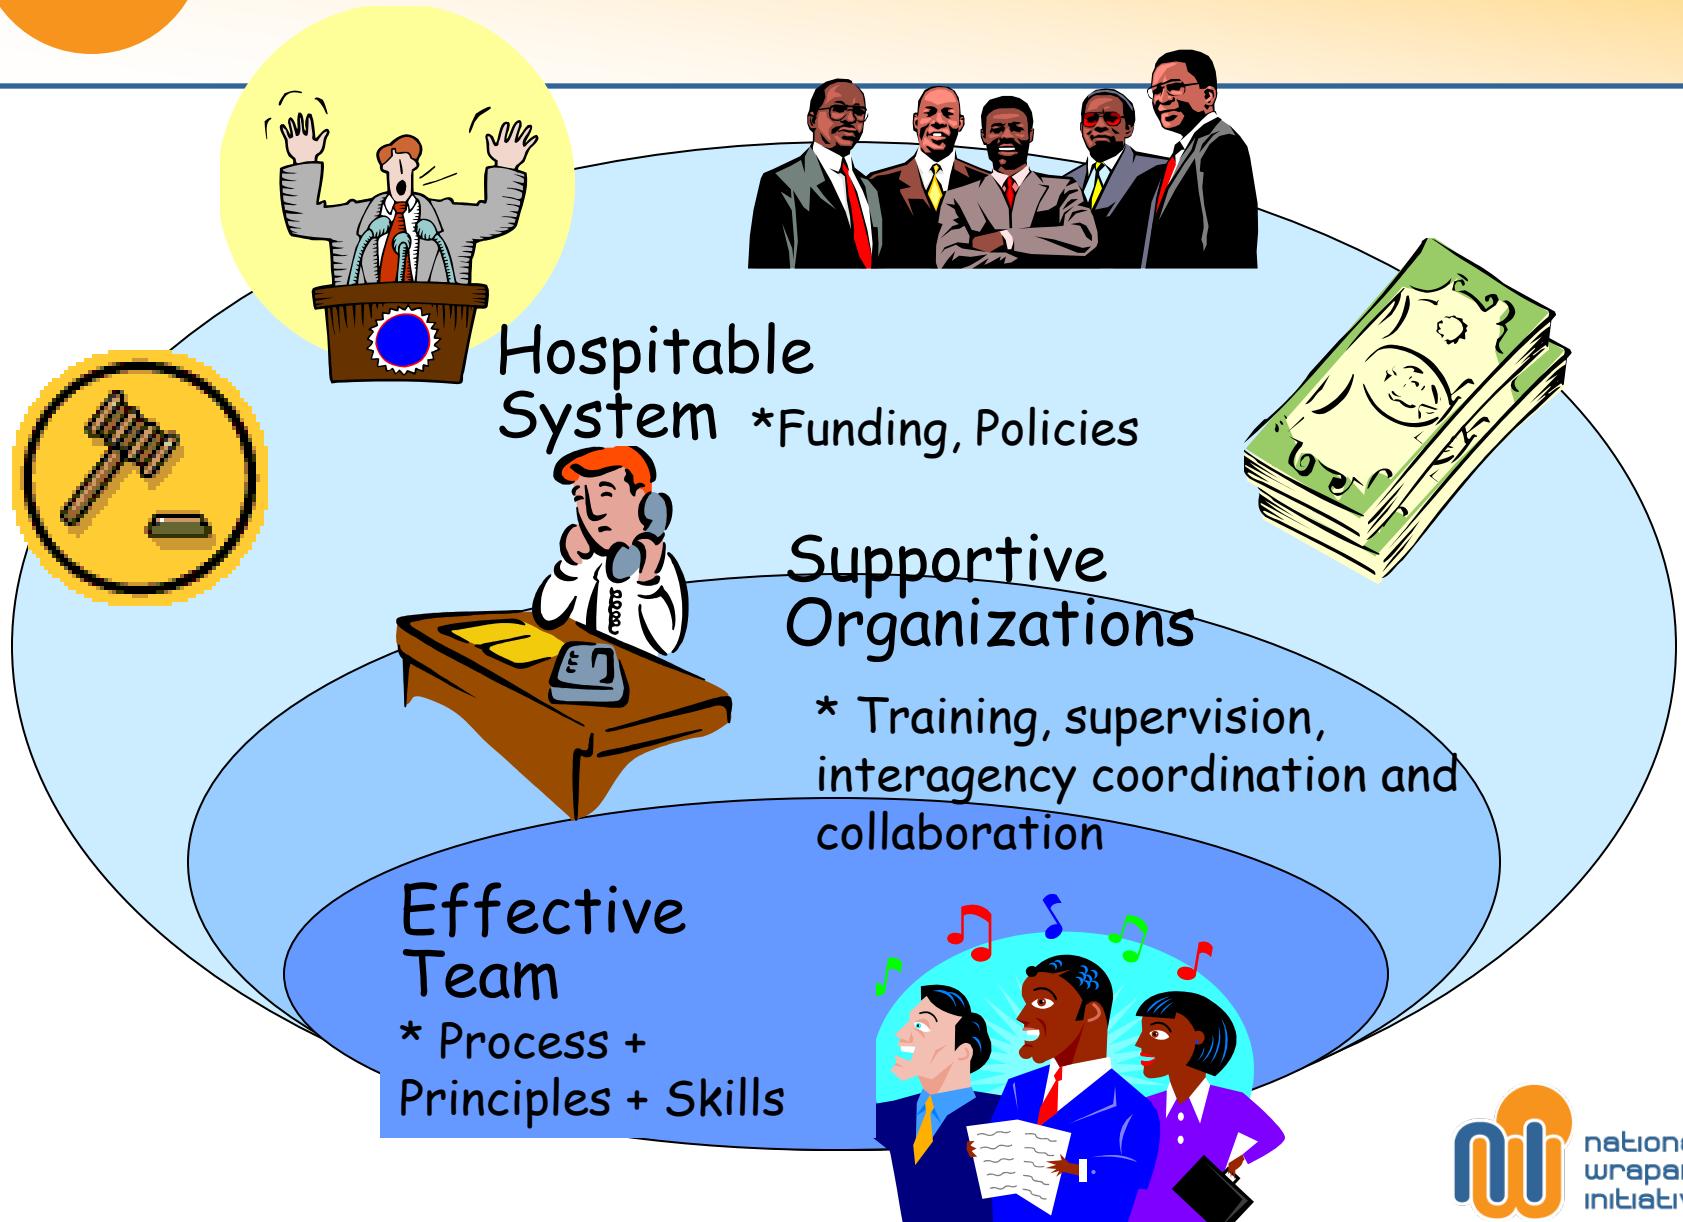 Hospitable
System
*Funding, Policies
Supportive
Organizations
* Training, supervision,
interagency coordination and
collaboration
Effective
Team
* Process +
Principles + Skills